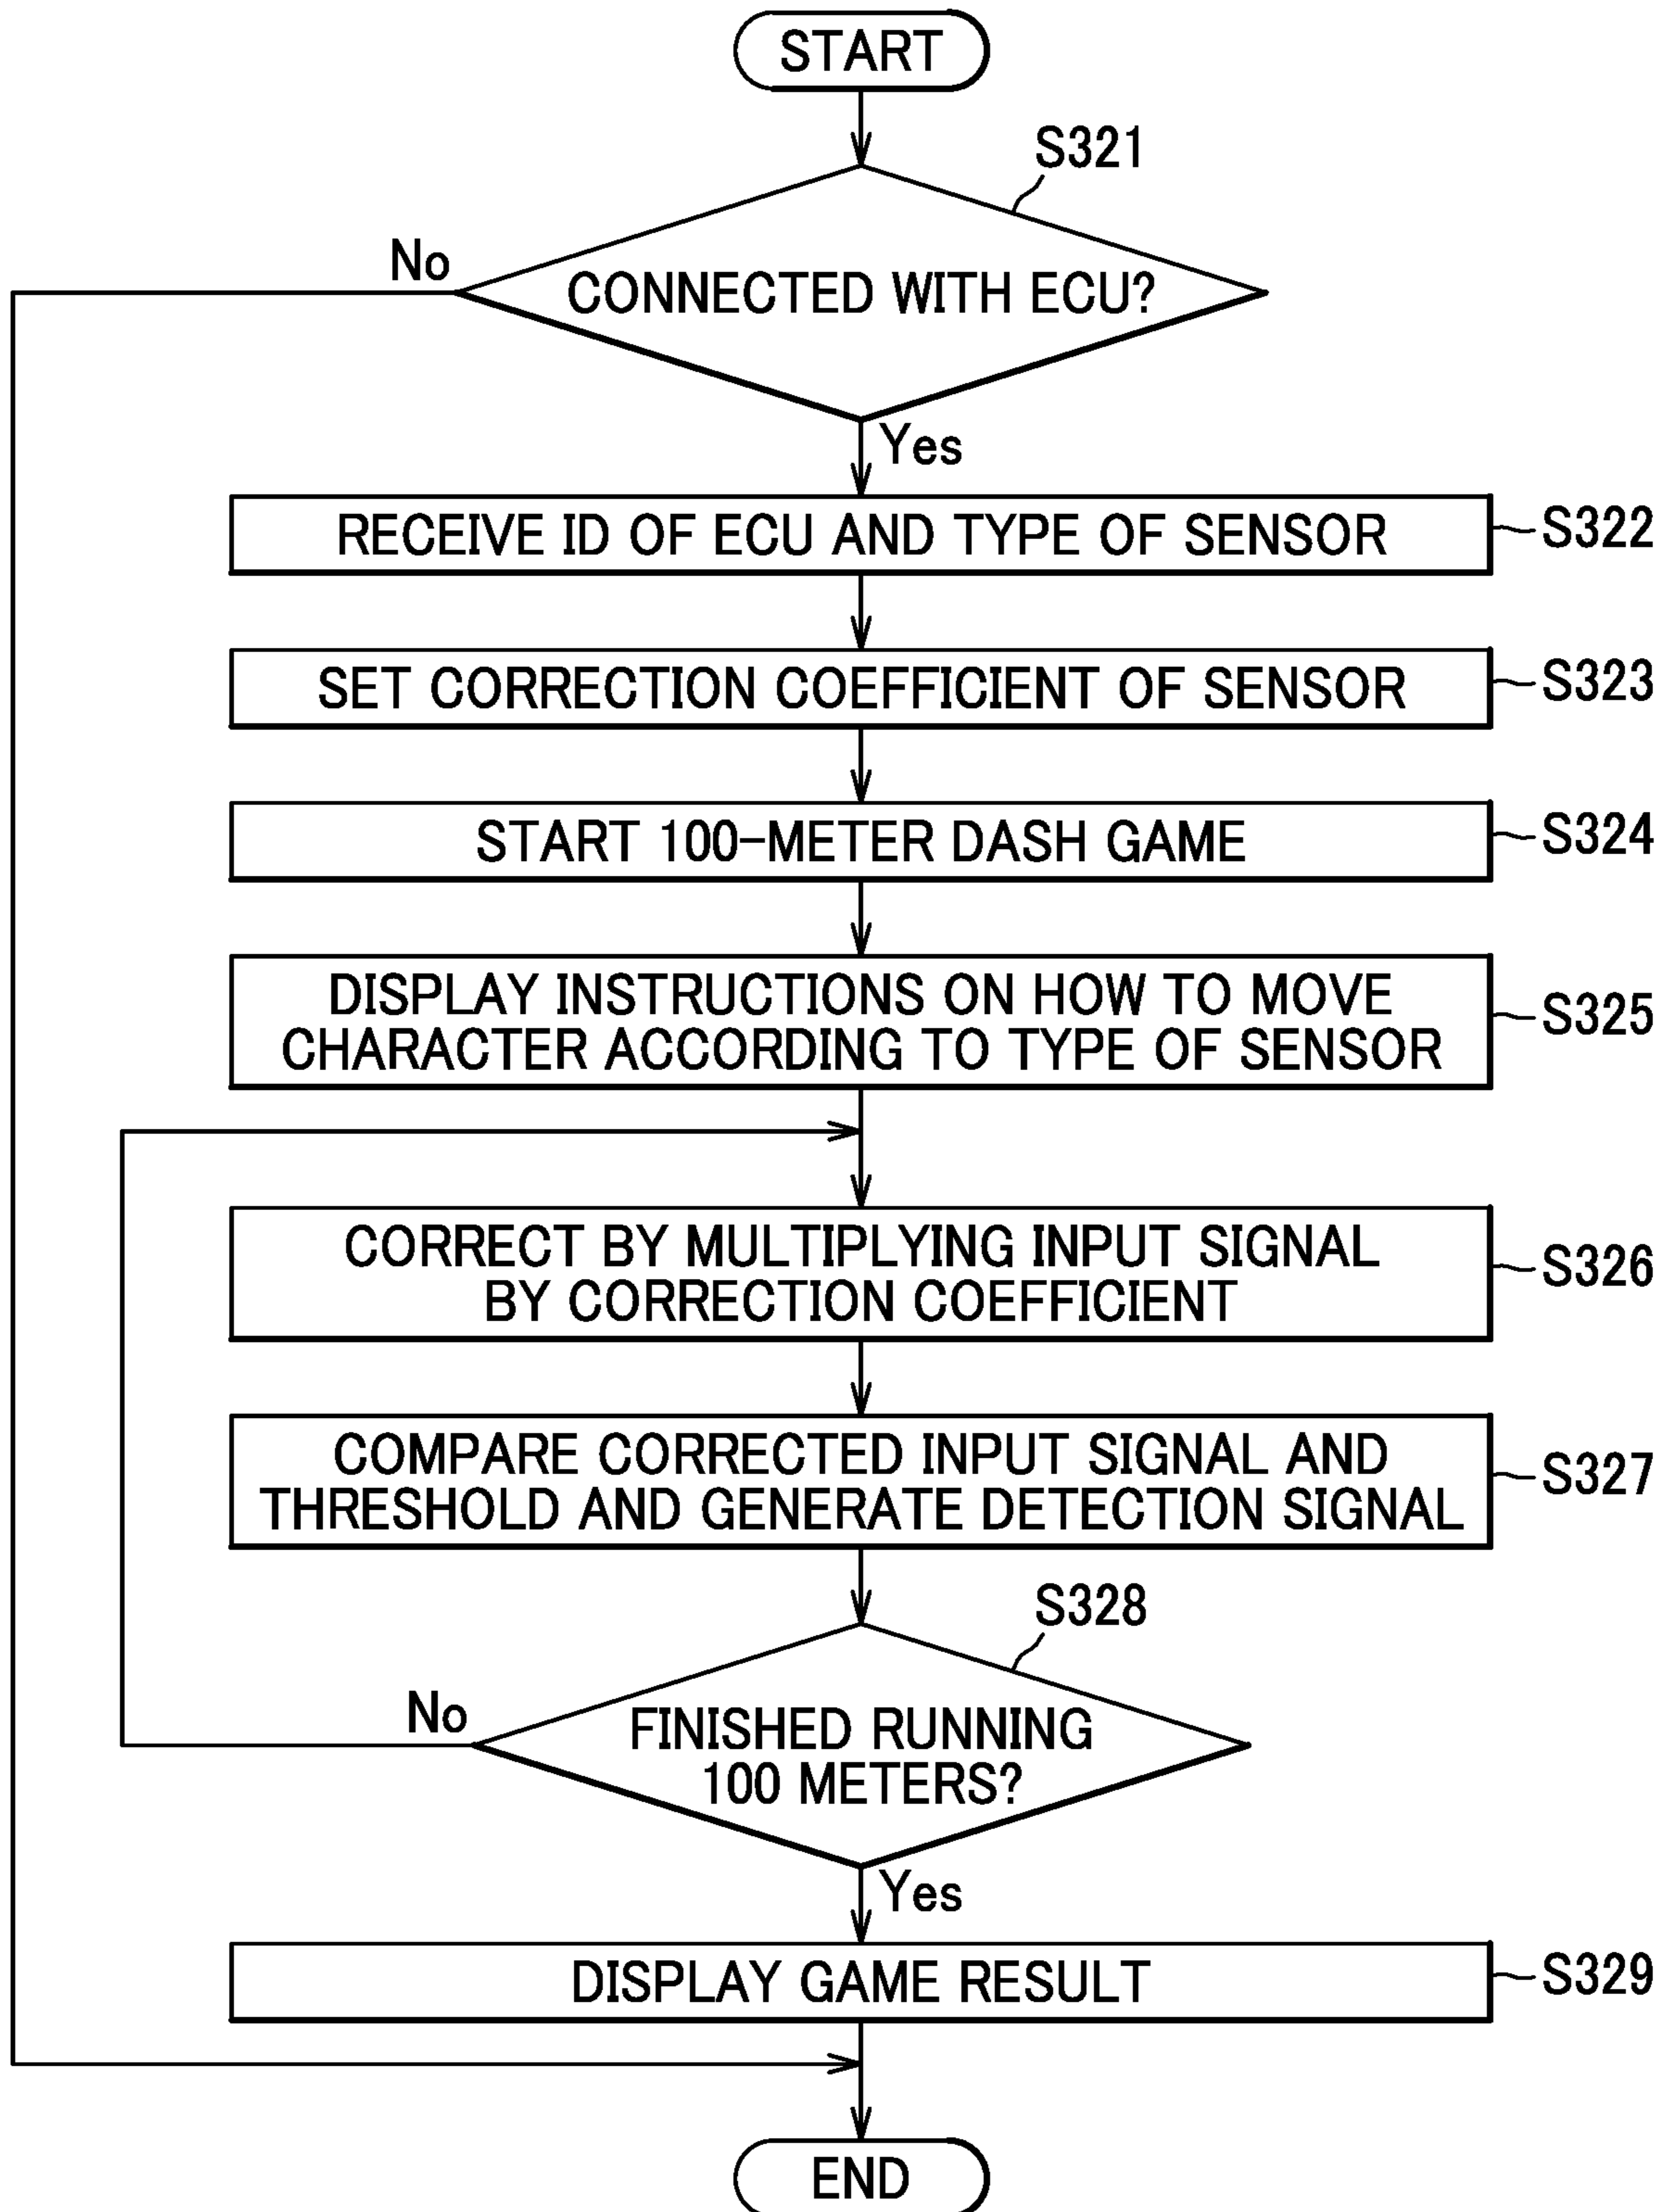 START
S321
No
CONNECTED WITH ECU?
Yes
RECEIVE ID OF ECU AND TYPE OF SENSOR
S322
SET CORRECTION COEFFICIENT OF SENSOR
S323
START 100-METER DASH GAME
S324
DISPLAY INSTRUCTIONS ON HOW TO MOVE
CHARACTER ACCORDING TO TYPE OF SENSOR
S325
CORRECT BY MULTIPLYING INPUT SIGNAL
BY CORRECTION COEFFICIENT
S326
COMPARE CORRECTED INPUT SIGNAL AND
THRESHOLD AND GENERATE DETECTION SIGNAL
S327
S328
No
FINISHED RUNNING
100 METERS?
Yes
DISPLAY GAME RESULT
S329
END